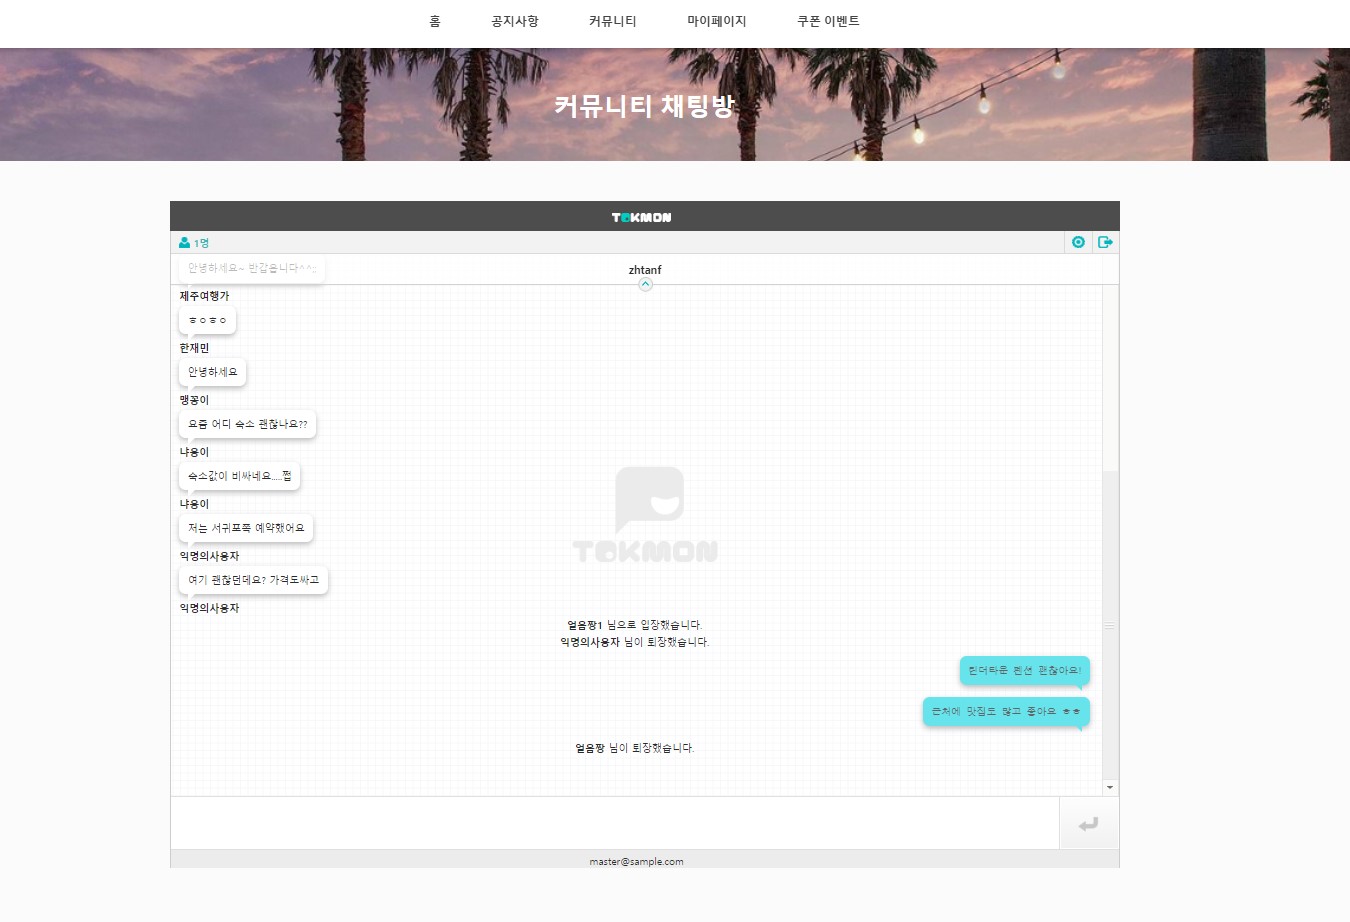 홈 공지사항 커뮤니티 마이페이지 쿠폰 이벤트
커뮤니티 채팅방
TOKMON
1명
zhtanf
안녕하세요~ 반갑습니다^^;;
제주여행가
ㅎㅇㅎㅇ
한재민
안녕하세요
맹꽁이
요즘 어디 숙소 괜찮나요??
냐옹이
숙소값이 비싸네요.....쩝
냐옹이
저는 서귀포쪽 예약했어요
익명의사용자
여기 괜찮던데요? 가격도싸고
익명의사용자
TOKMON
얼음짱1 님으로 입장했습니다.
익명의사용자 님이 퇴장했습니다.
린더타운 펜션 괜찮아요!
근처에 맛집도 많고 좋아요 ㅎㅎ
얼음짱 님이 퇴장했습니다.
master@sample.com